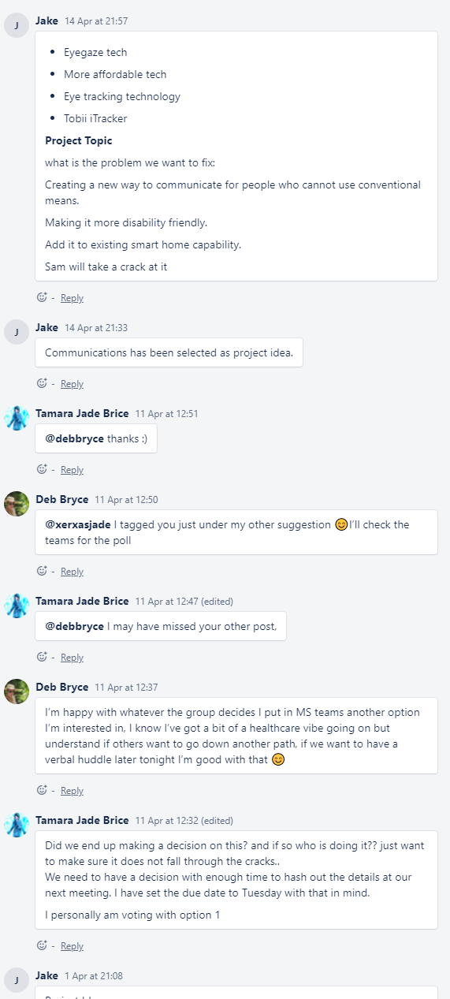 J
Jake 14 Apr at 21:57
Eyegaze tech
More affordable tech
Eye tracking technology
Tobii iTracker
Project Topic
what is the problem we want to fix:
Creating a new way to communicate for people who cannot use conventional
means.
Making it more disability friendly.
Add it to existing smart home capability.
Sam will take a crack at it
- Reply
J
Jake 14 Apr at 21:33
Communications has been selected as project idea.
- Reply
Tamara Jade Brice 11 Apr at 12:51
@debbryce thanks :)
- Reply
Deb Bryce 11 Apr at 12:50
@xerxasjade I tagged you just under my other suggestion 😊I'll check the
teams for the poll
- Reply
Tamara Jade Brice 11 Apr at 12:47 (edited)
@debbryce I may have missed your other post,
- Reply
Deb Bryce 11 Apr at 12:37
I'm happy with whatever the group decides I put in MS teams another option
I'm interested in, I know I've got a bit of a healthcare vibe going on but
understand if others want to go down another path, if we want to have a
verbal huddle later tonight I'm good with that 😊
- Reply
Tamara Jade Brice 11 Apr at 12:32 (edited)
Did we end up making a decision on this? and if so who is doing it?? just want
to make sure it does not fall through the cracks..
We need to have a decision with enough time to hash out the details at our
next meeting. I have set the due date to Tuesday with that in mind.
I personally am voting with option 1
- Reply
J
Jake 1 Apr at 21:08